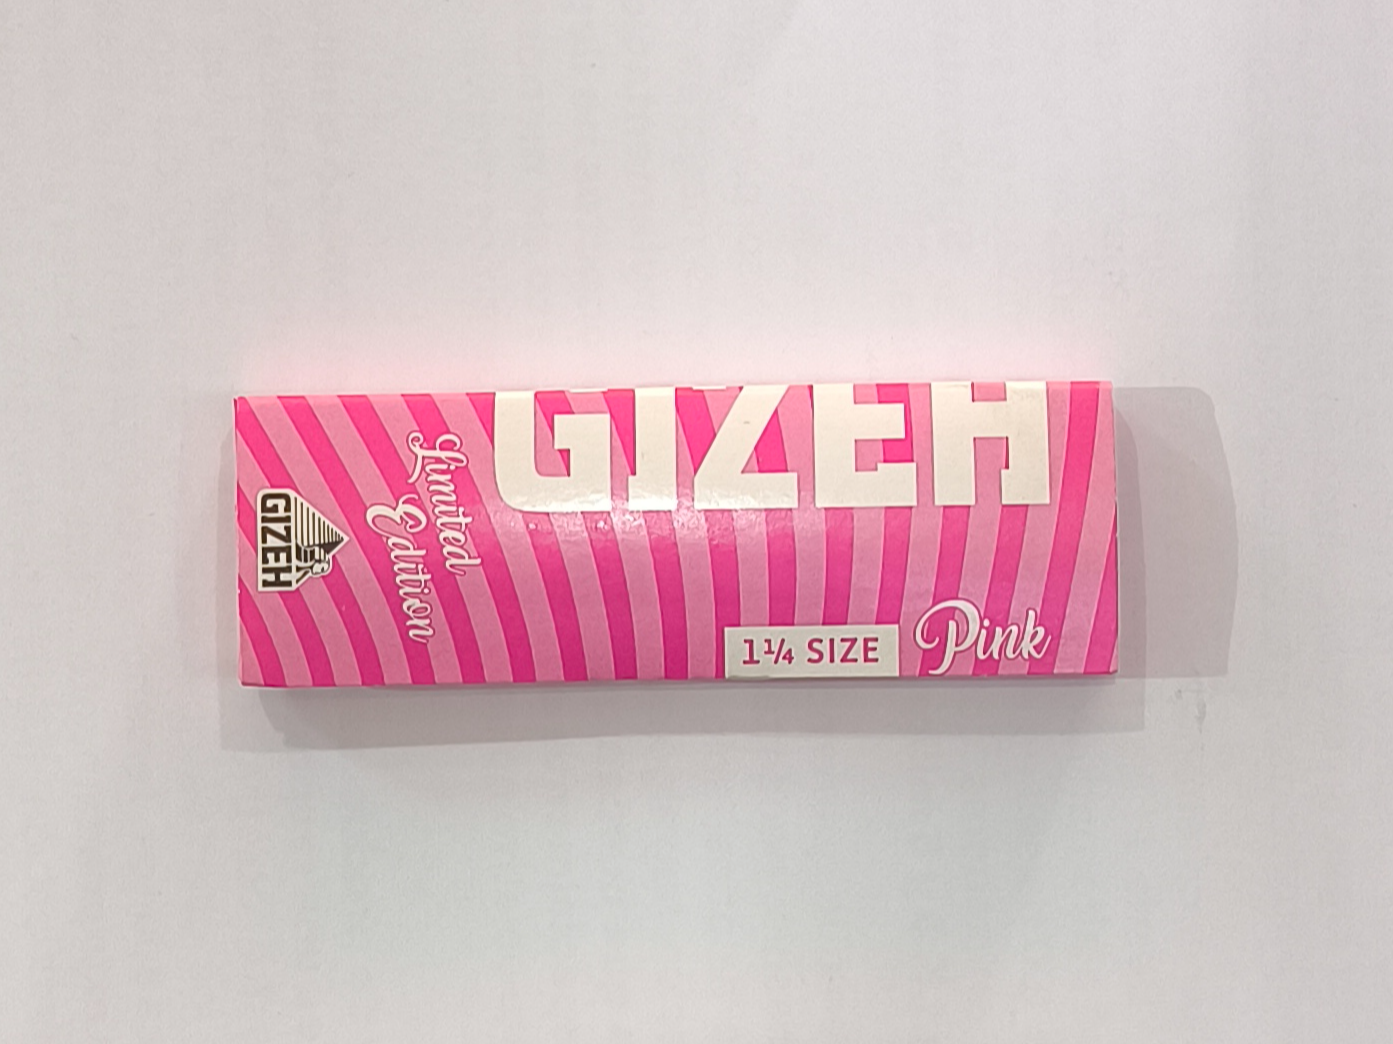 GIZEH
Limited
Edition
GIZEH
1¼ SIZE
Pink